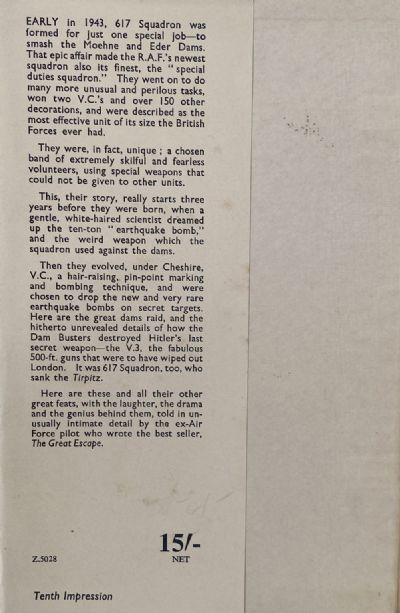 EARLY in 1943, 617 Squadron was
formed for just one special job—to
smash the Moehne and Eder Dams.
That epic affair made the R.A.F.'s newest
squadron also its finest, the "special
duties squadron." They went on to do
many more unusual and perilous tasks,
won two V.C.'s and over 150 other
decorations, and were described as the
most effective unit of its size the British
Forces ever had.
They were, in fact, unique; a chosen
band of extremely skilful and fearless
volunteers, using special weapons that
could not be given to other units.
This, their story, really starts three
years before they were born, when a
gentle, white-haired scientist dreamed
up the ten-ton "earthquake bomb,"
and the weird weapon which the
squadron used against the dams.
Then they evolved, under Cheshire,
V.C., a hair-raising, pin-point marking
and bombing technique, and were
chosen to drop the new and very rare
earthquake bombs on secret targets.
Here are the great dams raid, and the
hitherto unrevealed details of how the
Dam Busters destroyed Hitler's last
secret weapon—the V.3, the fabulous
500-ft. guns that were to have wiped out
London. It was 617 Squadron, too, who
sank the Tirpitz.
Here are these and all their other
great feats, with the laughter, the drama
and the genius behind them, told in un-
usually intimate detail by the ex-Air
Force pilot who wrote the best seller,
The Great Escape.
15/-
Z.5028 NET
Tenth Impression